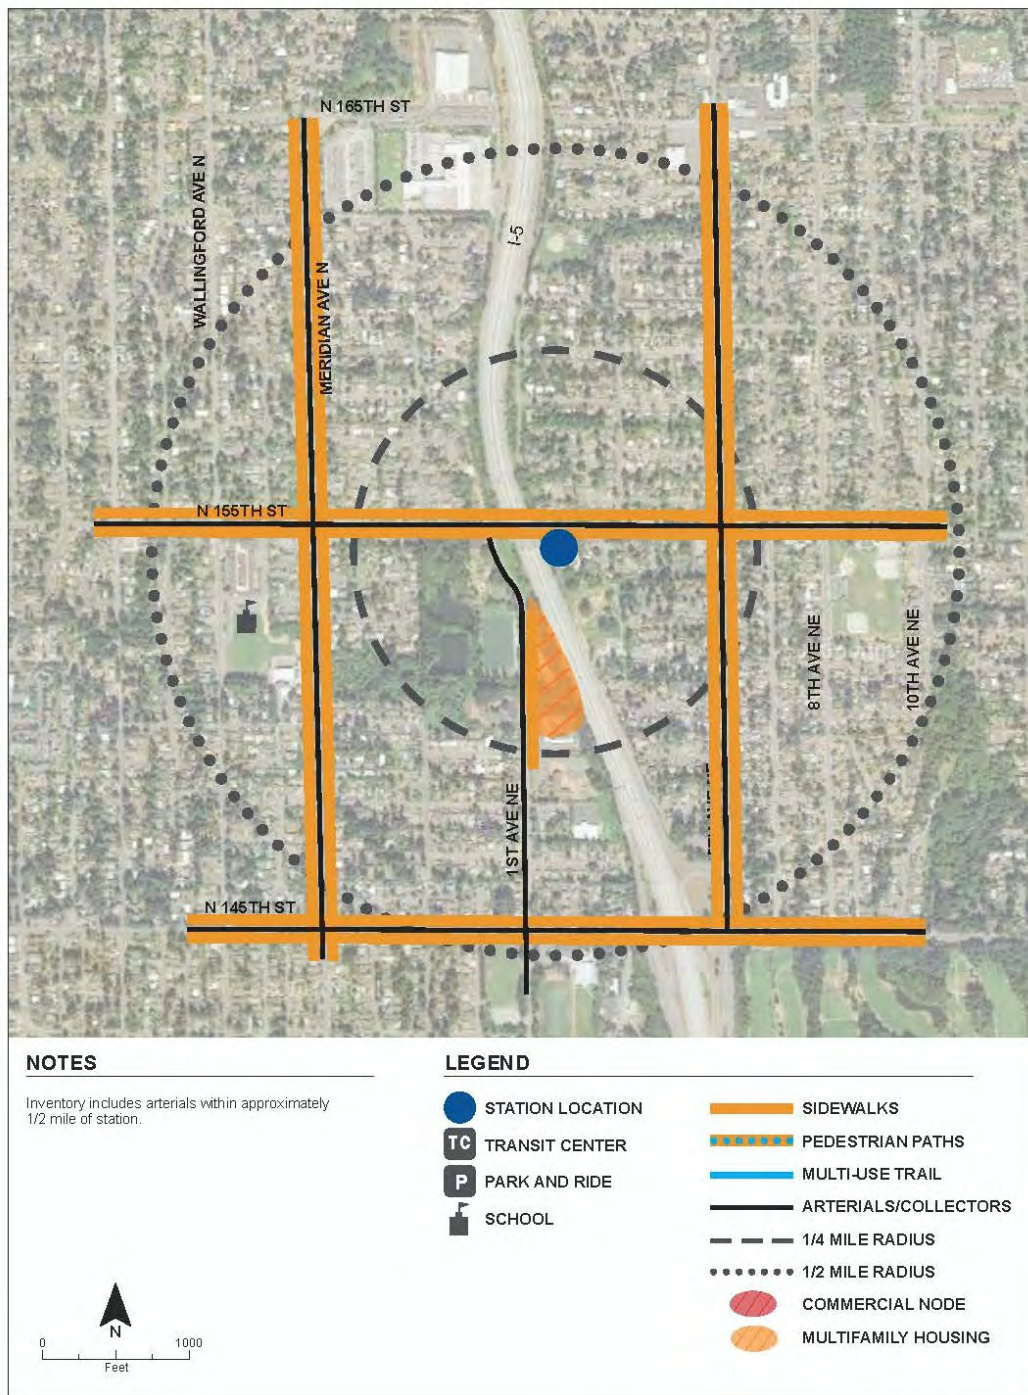 N 165TH ST
WALLINGFORD AVE N
I-5
MERIDIAN AVE N
N 155TH ST
8TH AVE NE
10TH AVE NE
1ST AVE NE
AVE NE
N 145TH ST
NOTES
Inventory includes arterials within approximately
1/2 mile of station.
N
0 1000
Feet
LEGEND
STATION LOCATION
TC TRANSIT CENTER
P PARK AND RIDE
SCHOOL
SIDEWALKS
PEDESTRIAN PATHS
MULTI-USE TRAIL
ARTERIALS/COLLECTORS
1/4 MILE RADIUS
1/2 MILE RADIUS
COMMERCIAL NODE
MULTIFAMILY HOUSING